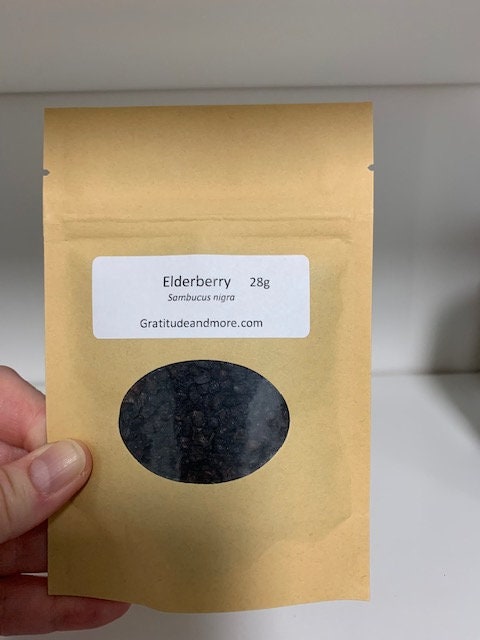 Elderberry 28g
Sambucus nigra
Gratitudeandmore.com